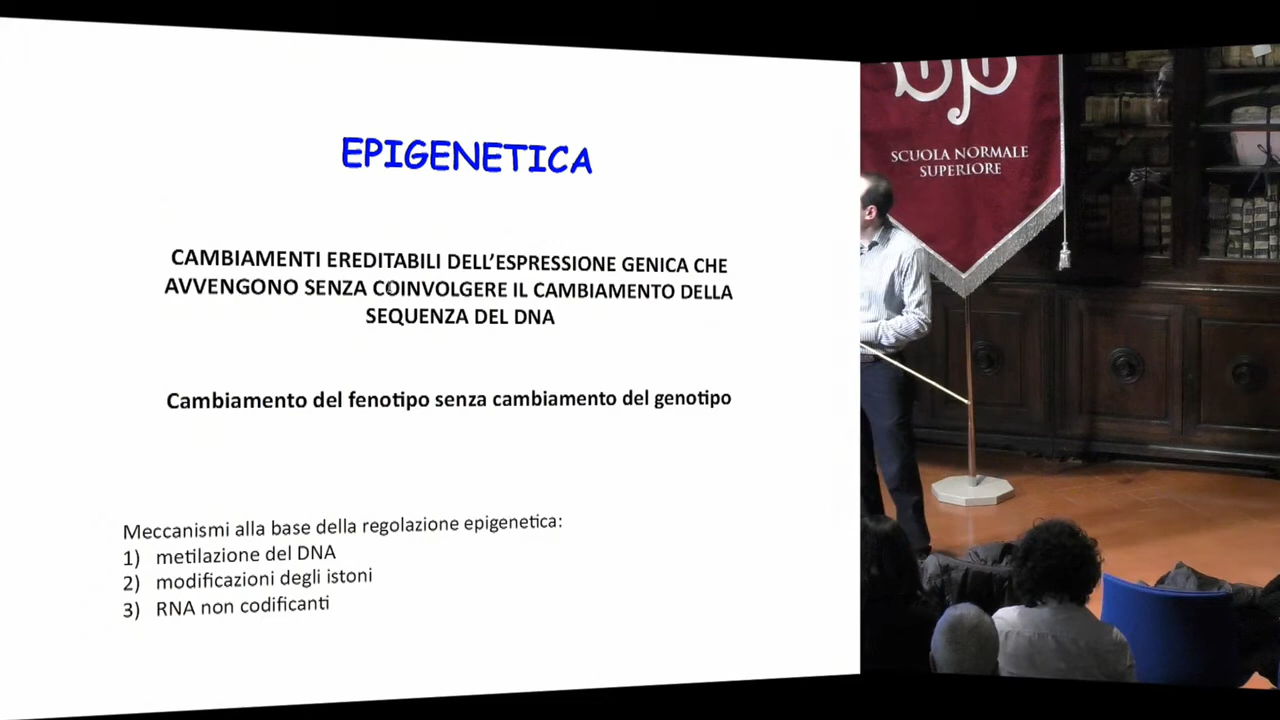 EPIGENETICA
CAMBIAMENTI EREDITABILI DELL'ESPRESSIONE GENICA CHE
AVVENGONO SENZA COINVOLGERE IL CAMBIAMENTO DELLA
SEQUENZA DEL DNA
Cambiamento del fenotipo senza cambiamento del genotipo
Meccanismi alla base della regolazione epigenetica:
1) metilazione del DNA
2) modificazioni degli istoni
3) RNA non codificanti
SCUOLA NORMALE
SUPERIORE